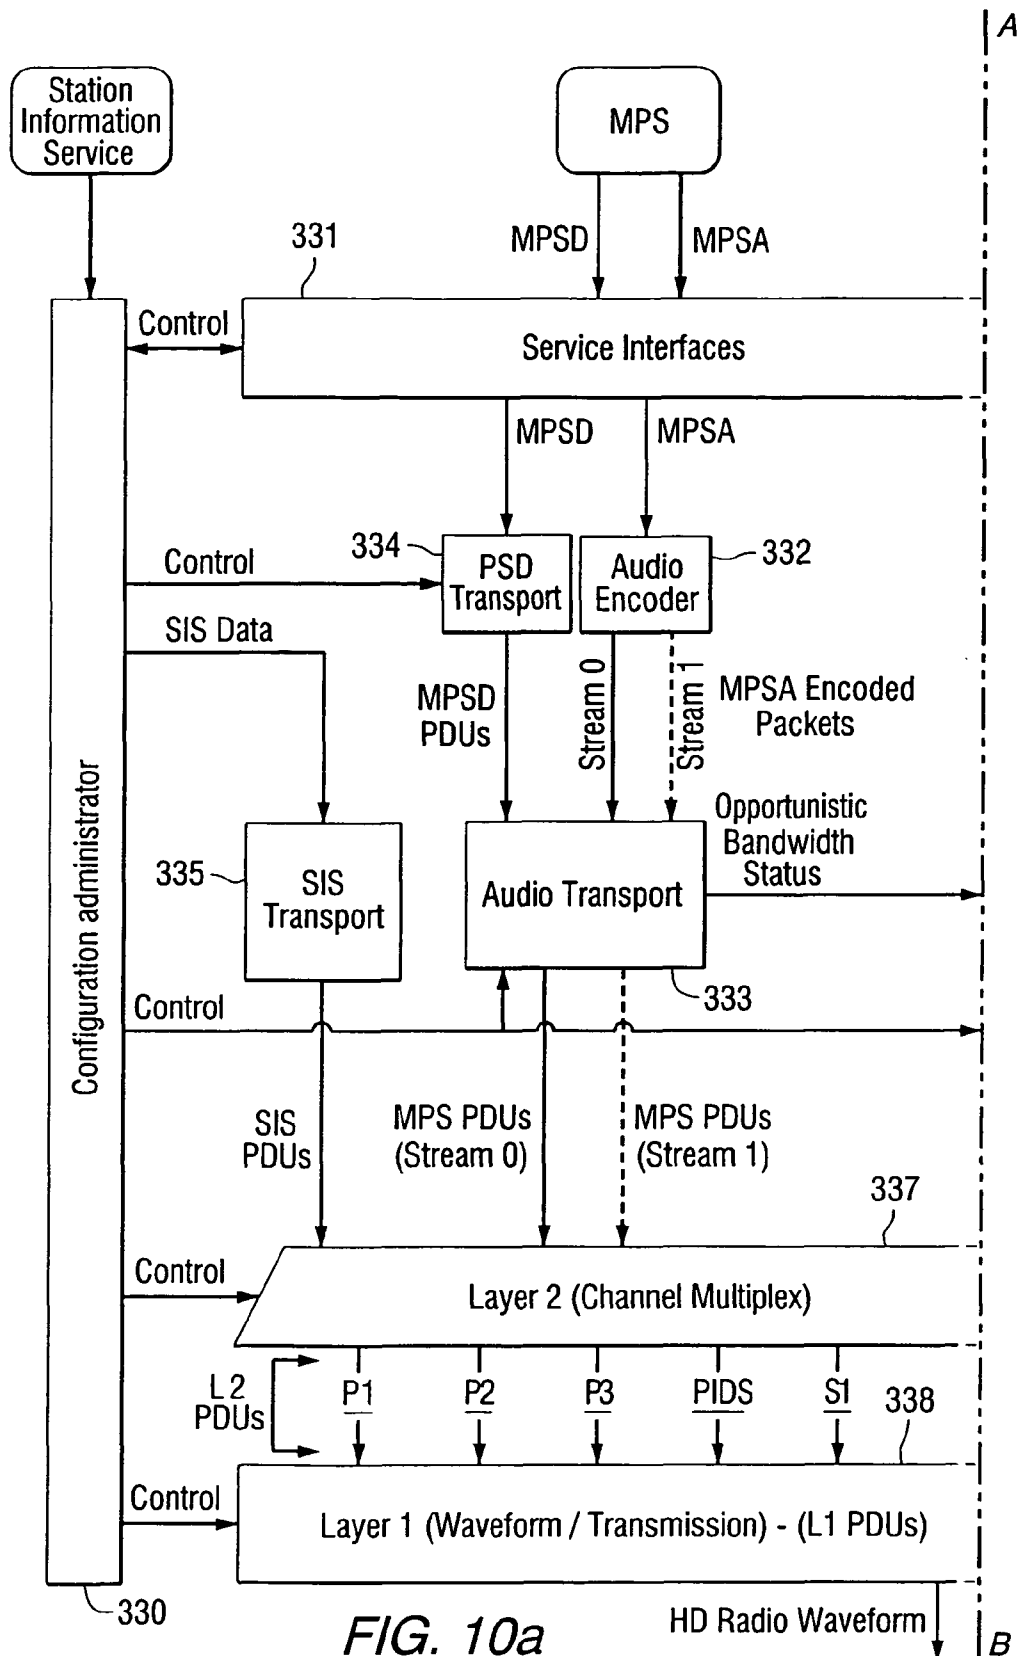 A
Station
Information
Service
MPS
MPSD
MPSA
331
Control
Service Interfaces
MPSD
MPSA
334
PSD
Transport
Audio
Encoder
332
Control
SIS Data
MPSD
PDUs
Stream 0
Stream 1
MPSA Encoded
Packets
Configuration administrator
335
SIS
Transport
Audio Transport
Opportunistic
Bandwidth
Status
333
Control
SIS
PDUs
MPS PDUs
(Stream 0)
MPS PDUs
(Stream 1)
337
Control
Layer 2 (Channel Multiplex)
L2
PDUs
P1
P2
P3
PIDS
S1
338
Control
Layer 1 (Waveform / Transmission) - (L1 PDUs)
330
FIG. 10a
HD Radio Waveform
B